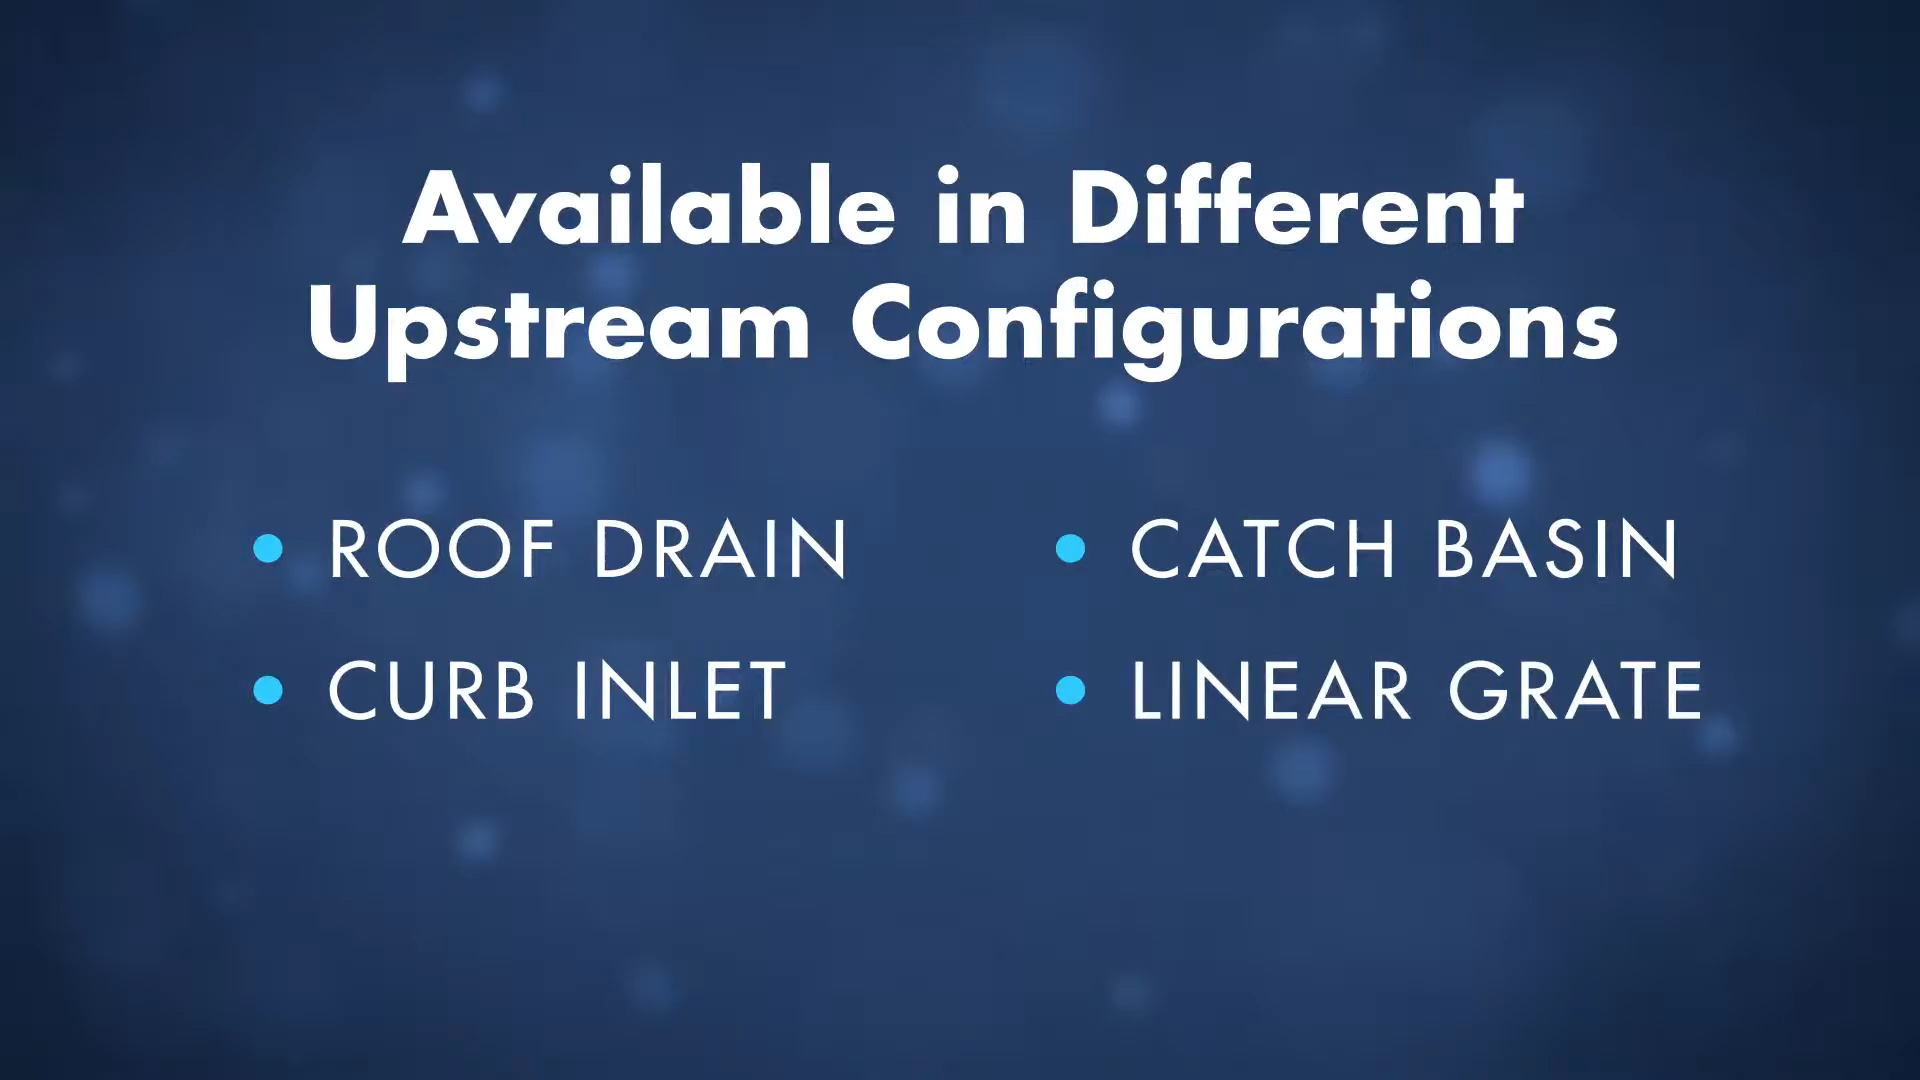 Available in Different
Upstream Configurations
• ROOF DRAIN
• CURB INLET
• CATCH BASIN
• LINEAR GRATE